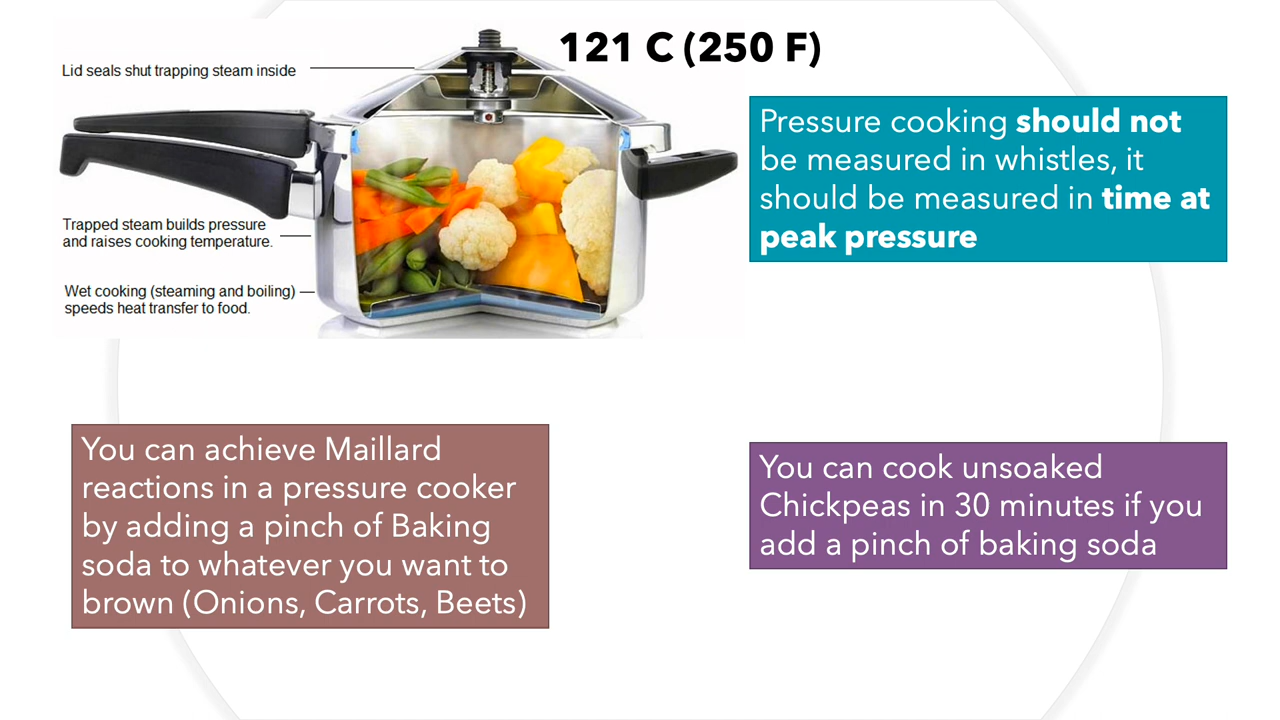 121 C (250 F)
Lid seals shut trapping steam inside
Trapped steam builds pressure
and raises cooking temperature.
Wet cooking (steaming and boiling)
speeds heat transfer to food.
Pressure cooking should not
be measured in whistles, it
should be measured in time at
peak pressure
You can achieve Maillard
reactions in a pressure cooker
by adding a pinch of Baking
soda to whatever you want to
brown (Onions, Carrots, Beets)
You can cook unsoaked
Chickpeas in 30 minutes if you
add a pinch of baking soda